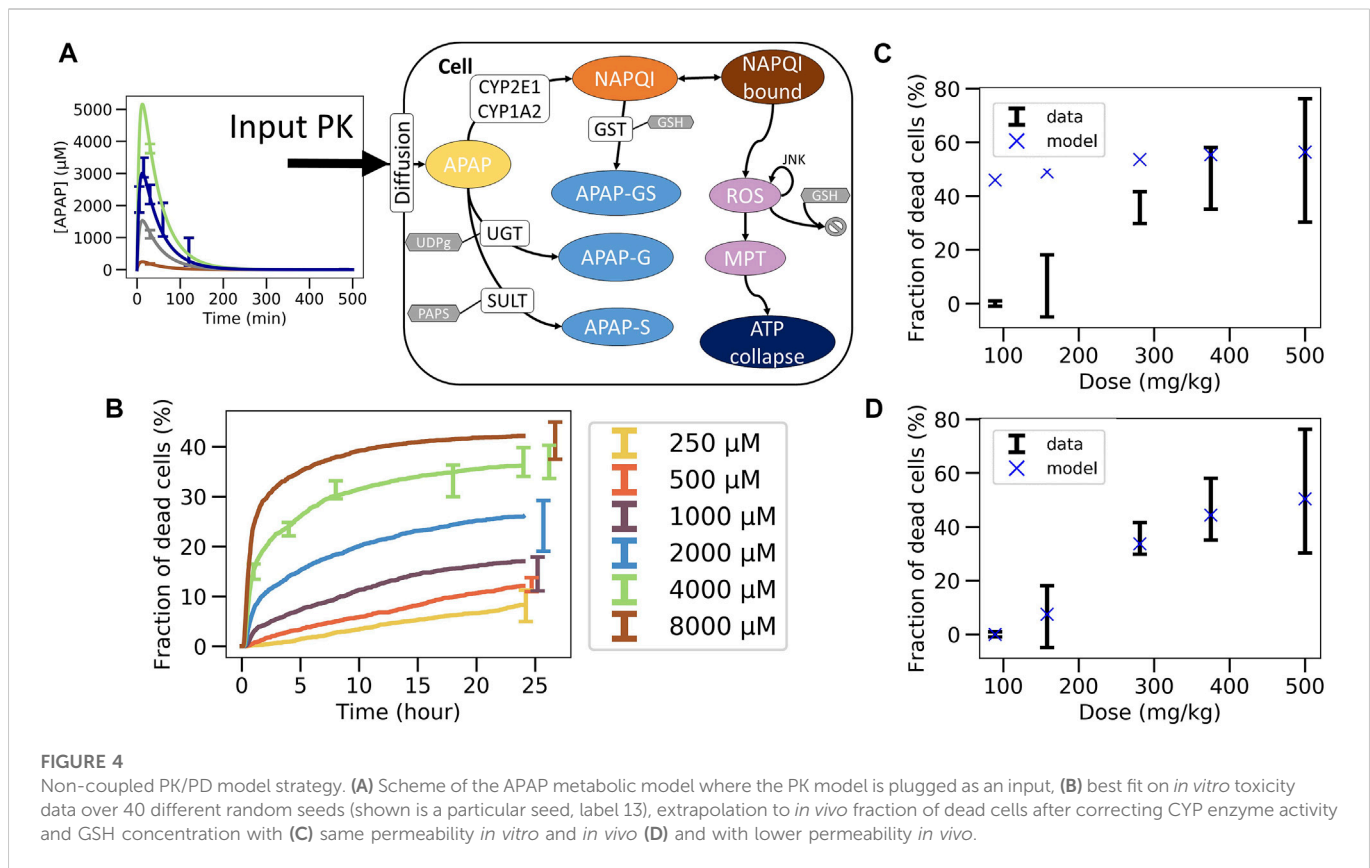 A
5000
4000
3000
2000
1000
0
[APAP] (µM)
0 100 200 300 400 500
Time (min)
Input PK
Diffusion
Cell
CYP2E1
CYP1A2
NAPQI
NAPQI
bound
GST
GSH
APAP
APAP-GS
JNK
ROS
GSH
UDPg
UGT
APAP-G
MPT
PAPS
SULT
APAP-S
ATP
collapse
B
Fraction of dead cells (%)
40
30
20
10
0
0 5 10 15 20 25
Time (hour)
250 µM
500 µM
1000 µM
2000 µM
4000 µM
8000 µM
C
Fraction of dead cells (%)
80
60
40
20
0
data
model
100 200 300 400 500
Dose (mg/kg)
D
Fraction of dead cells (%)
80
60
40
20
0
data
model
100 200 300 400 500
Dose (mg/kg)
FIGURE 4
Non-coupled PK/PD model strategy. (A) Scheme of the APAP metabolic model where the PK model is plugged as an input, (B) best fit on in vitro toxicity
data over 40 different random seeds (shown is a particular seed, label 13), extrapolation to in vivo fraction of dead cells after correcting CYP enzyme activity
and GSH concentration with (C) same permeability in vitro and in vivo (D) and with lower permeability in vivo.